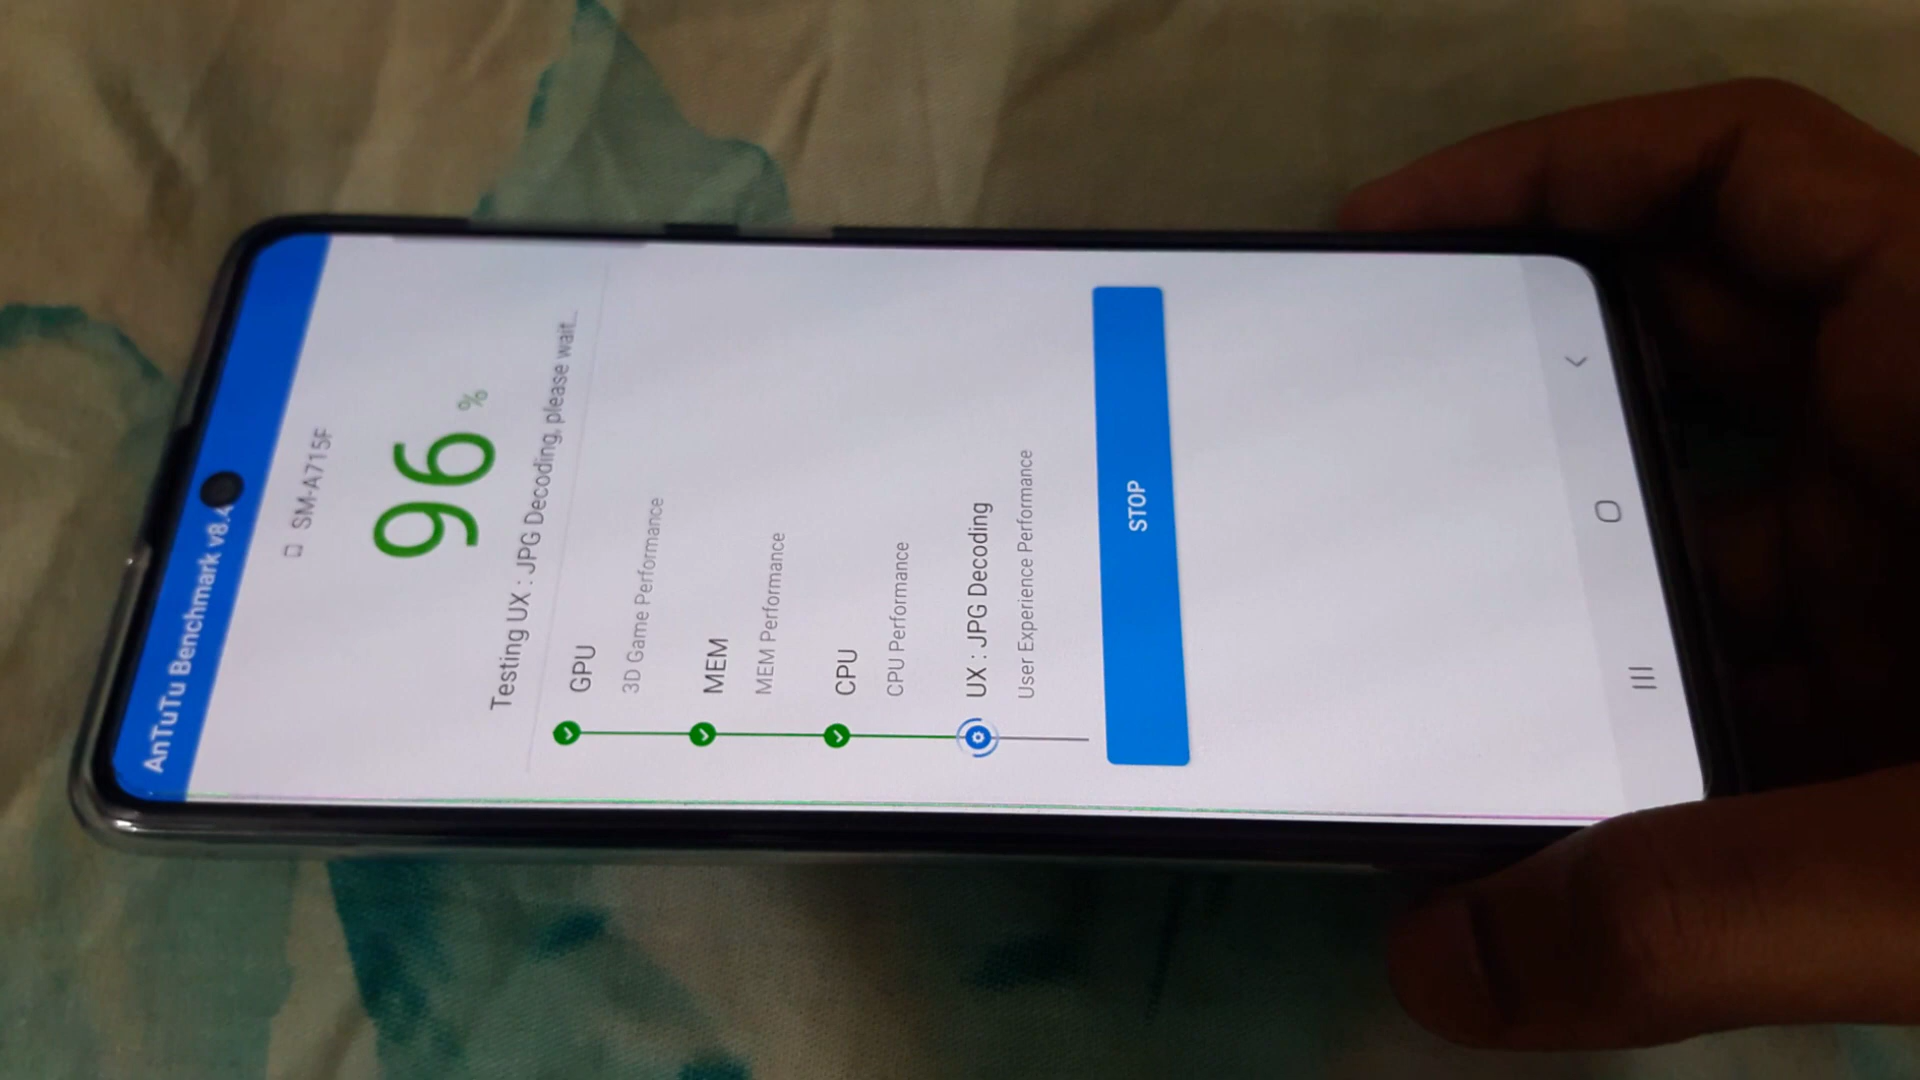 AnTuTu Benchmark v8.4
SM-A715F
96 %
Testing UX : JPG Decoding, please wait...
GPU
3D Game Performance
MEM
MEM Performance
CPU
CPU Performance
UX : JPG Decoding
User Experience Performance
STOP